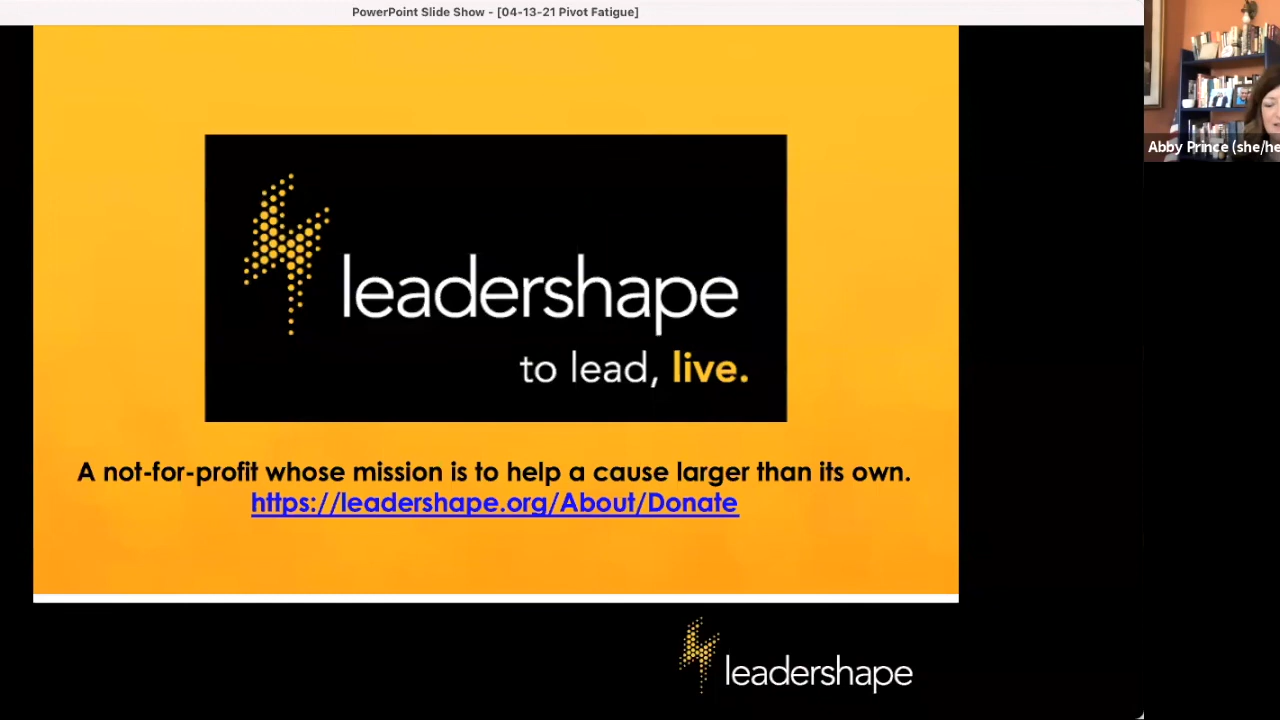 PowerPoint Slide Show - [04-13-21 Pivot Fatigue]
Abby Prince (she/he
leadershape
to lead, live.
A not-for-profit whose mission is to help a cause larger than its own.
https://leadershape.org/About/Donate
leadershape